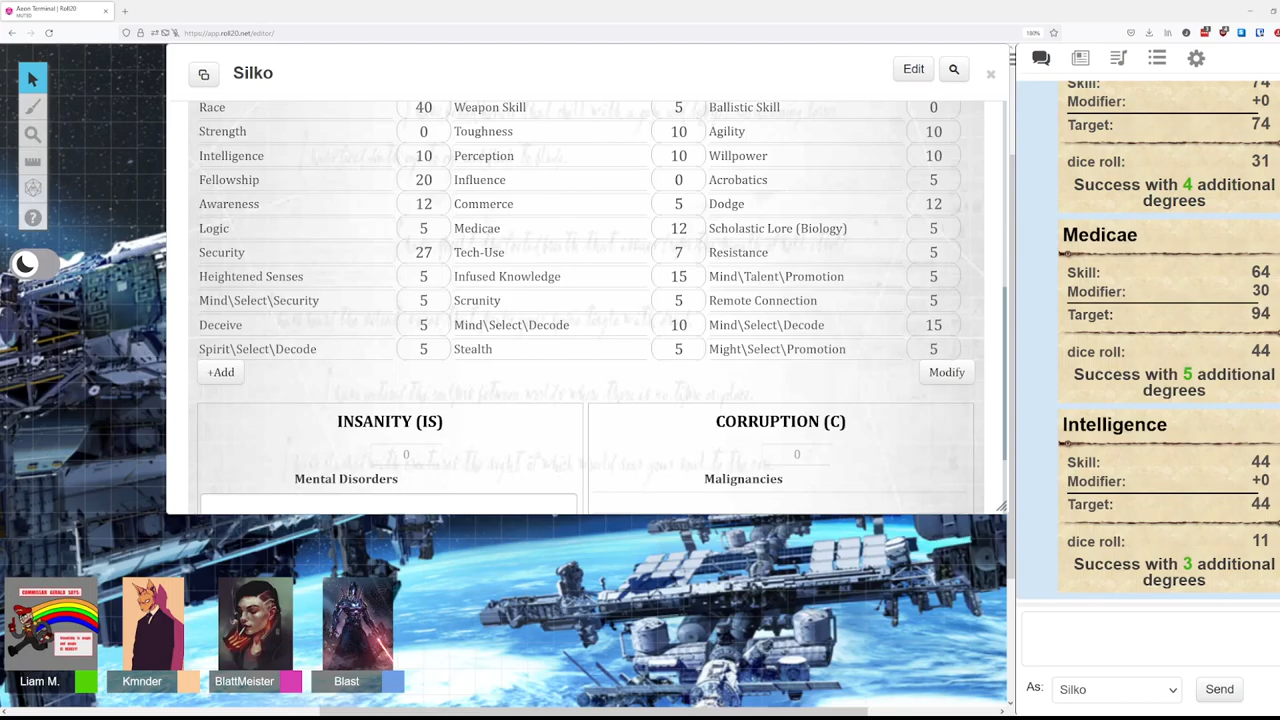 Aeon Terminal | Roll20
MUTED
https://app.roll20.net/editor/
180%
Silko
Edit
Race 40 Weapon Skill 5 Ballistic Skill 0
Strength 0 Toughness 10 Agility 10
Intelligence 10 Perception 10 Willpower 10
Fellowship 20 Influence 0 Acrobatics 5
Awareness 12 Commerce 5 Dodge 12
Logic 5 Medicae 12 Scholastic Lore (Biology) 5
Security 27 Tech-Use 7 Resistance 5
Heightened Senses 5 Infused Knowledge 15 Mind\Talent\Promotion 5
Mind\Select\Security 5 Scrunity 5 Remote Connection 5
Deceive 5 Mind\Select\Decode 10 Mind\Select\Decode 15
Spirit\Select\Decode 5 Stealth 5 Might\Select\Promotion 5
+Add Modify
INSANITY (IS) CORRUPTION (C)
0 0
Mental Disorders Malignancies
Skill: 74
Modifier: +0
Target: 74
dice roll: 31
Success with 4 additional
degrees
Medicae
Skill: 64
Modifier: 30
Target: 94
dice roll: 44
Success with 5 additional
degrees
Intelligence
Skill: 44
Modifier: +0
Target: 44
dice roll: 11
Success with 3 additional
degrees
COMMISSAR GERALD SAYS
Liam M. Kmnder BlattMeister Blast
As: Silko Send